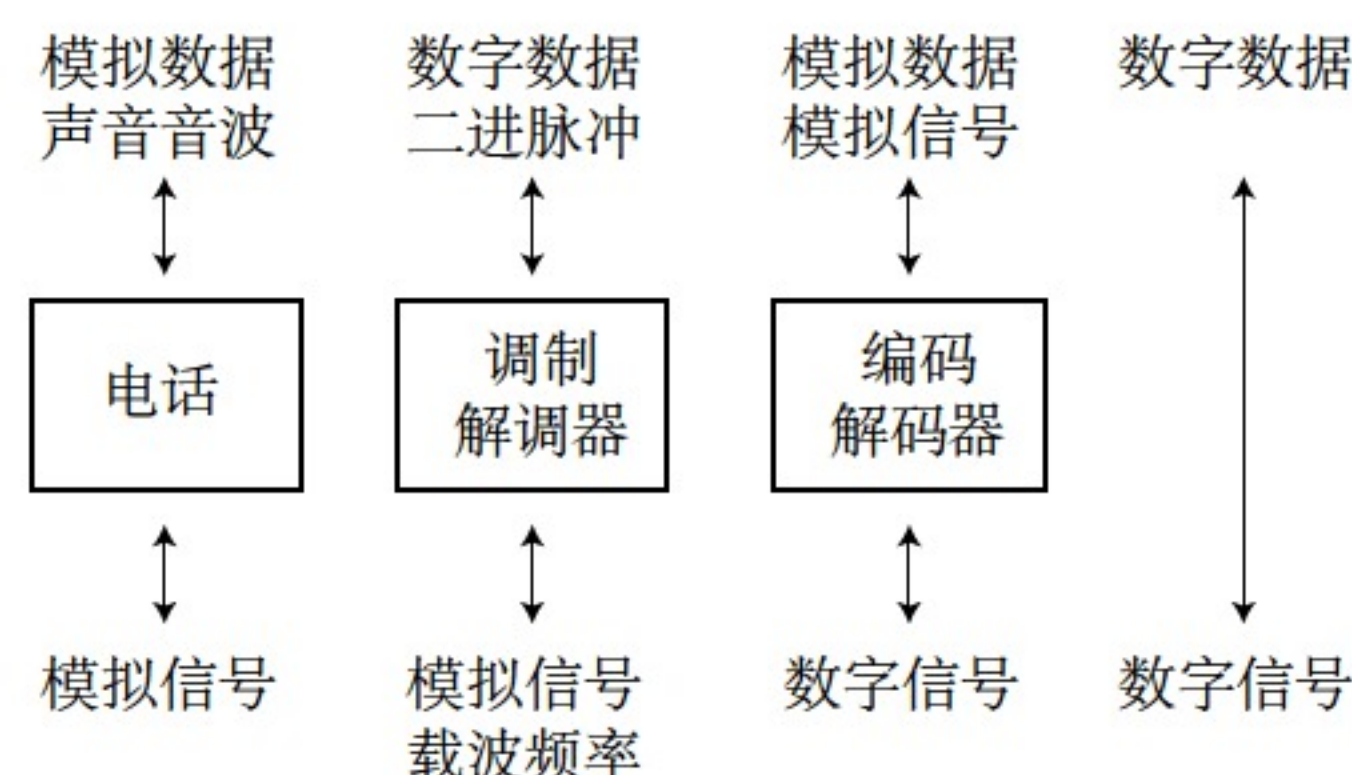 模拟数据
声音音波
数字数据
二进脉冲
模拟数据
模拟信号
数字数据
电话
调制
解调器
编码
解码器
模拟信号
模拟信号
载波频率
数字信号
数字信号